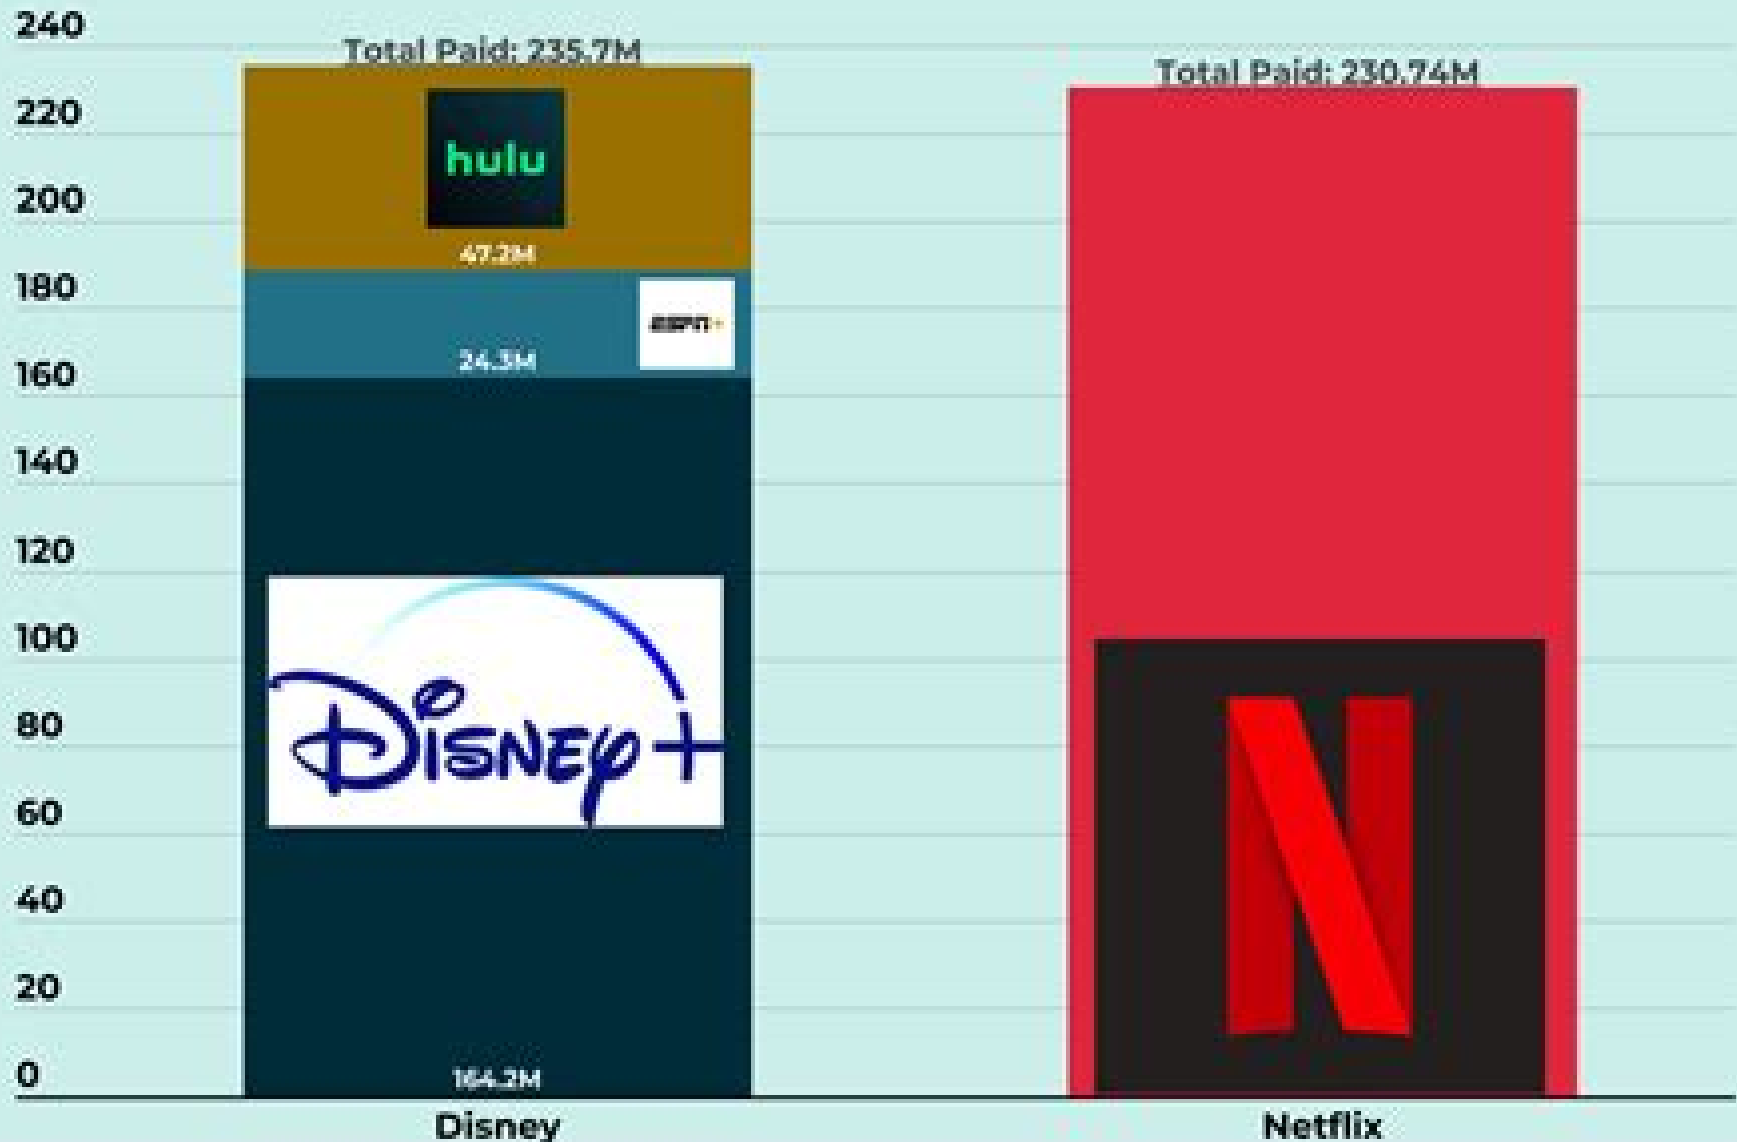 240
Total Paid: 235.7M
Total Paid: 230.74M
220
hulu
200
47.2M
180
ESPN+
24.3M
160
140
120
100
Disney+
80
60
40
20
0
164.2M
Disney
Netflix
N